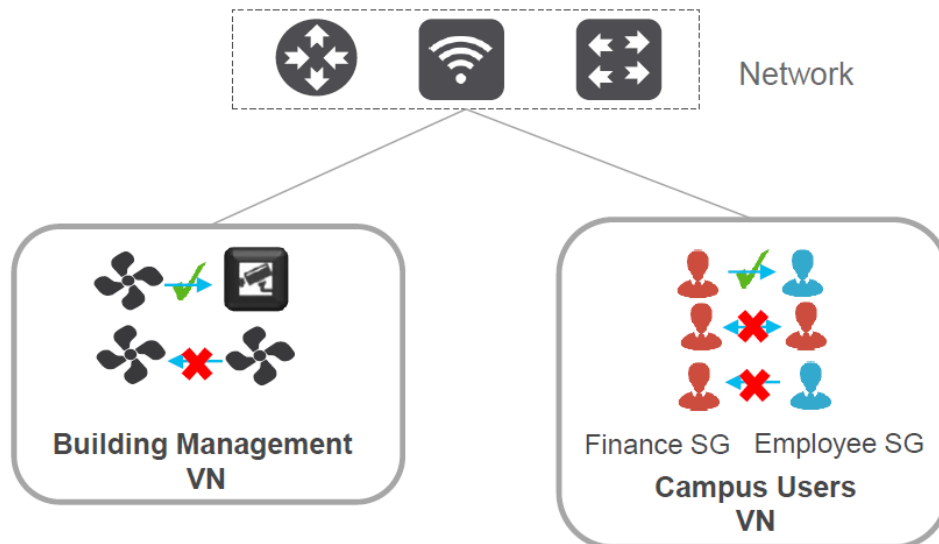 Network
Building Management
VN
Finance SG
Employee SG
Campus Users
VN